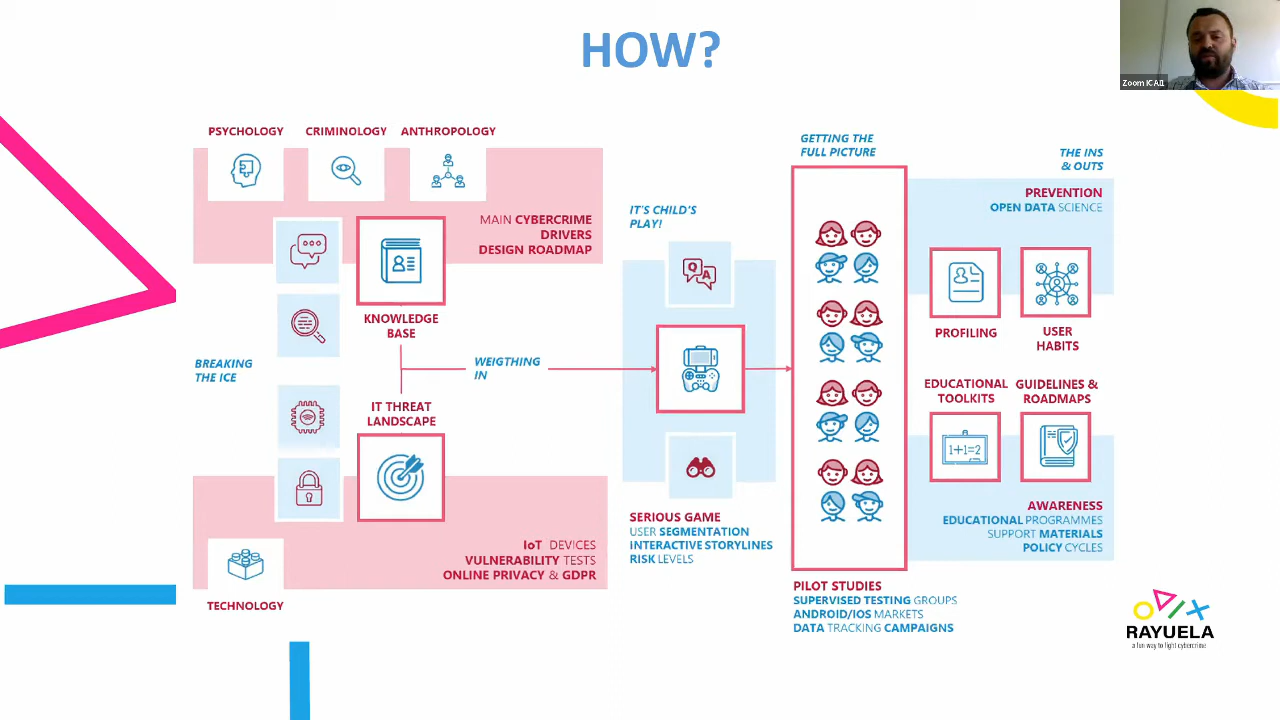 HOW?
Zoom ICAI1
PSYCHOLOGY
CRIMINOLOGY
ANTHROPOLOGY
MAIN CYBERCRIME
DRIVERS
DESIGN ROADMAP
KNOWLEDGE
BASE
BREAKING
THE ICE
WEIGTHING
IN
IT THREAT
LANDSCAPE
IoT DEVICES
VULNERABILITY TESTS
ONLINE PRIVACY & GDPR
TECHNOLOGY
IT'S CHILD'S
PLAY!
Q
A
SERIOUS GAME
USER SEGMENTATION
INTERACTIVE STORYLINES
RISK LEVELS
GETTING THE
FULL PICTURE
PILOT STUDIES
SUPERVISED TESTING GROUPS
ANDROID/IOS MARKETS
DATA TRACKING CAMPAIGNS
THE INS
& OUTS
PREVENTION
OPEN DATA SCIENCE
PROFILING
USER
HABITS
EDUCATIONAL
TOOLKITS
GUIDELINES &
ROADMAPS
1+1=2
AWARENESS
EDUCATIONAL PROGRAMMES
SUPPORT MATERIALS
POLICY CYCLES
RAYUELA
a fun way to fight cybercrime